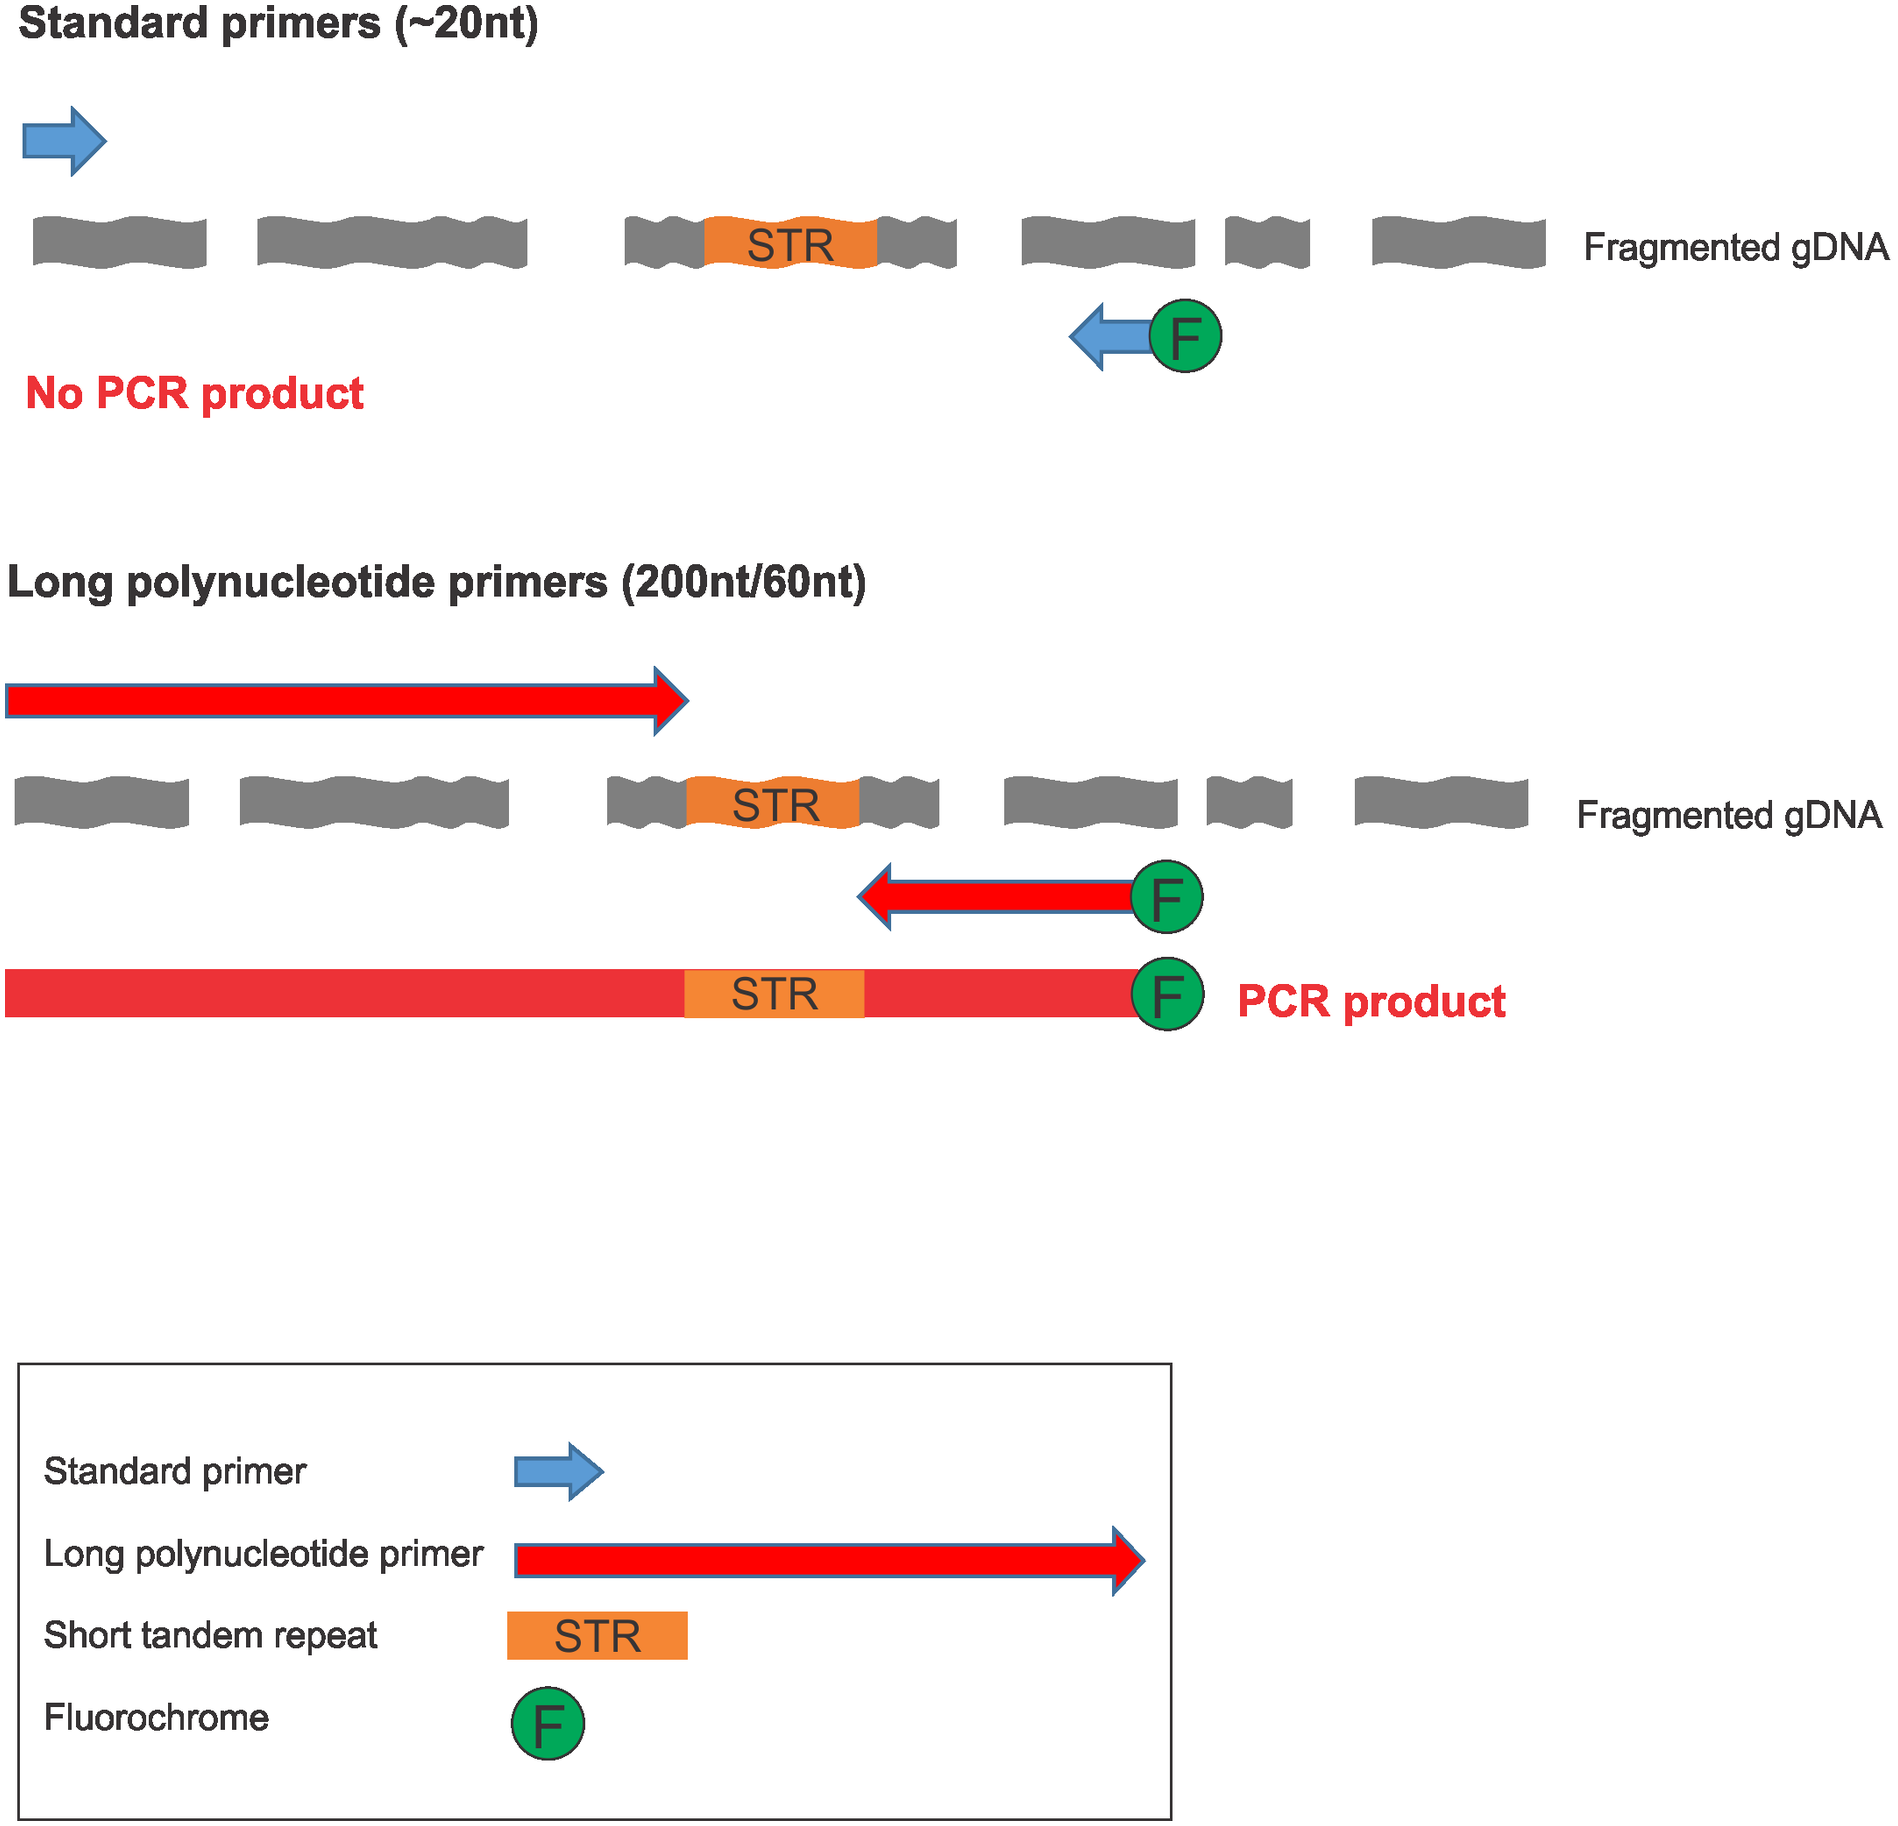 Standard primers (~20nt)
STR
Fragmented gDNA
F
No PCR product
Long polynucleotide primers (200nt/60nt)
STR
Fragmented gDNA
F
STR
F
PCR product
Standard primer
Long polynucleotide primer
Short tandem repeat
STR
Fluorochrome
F